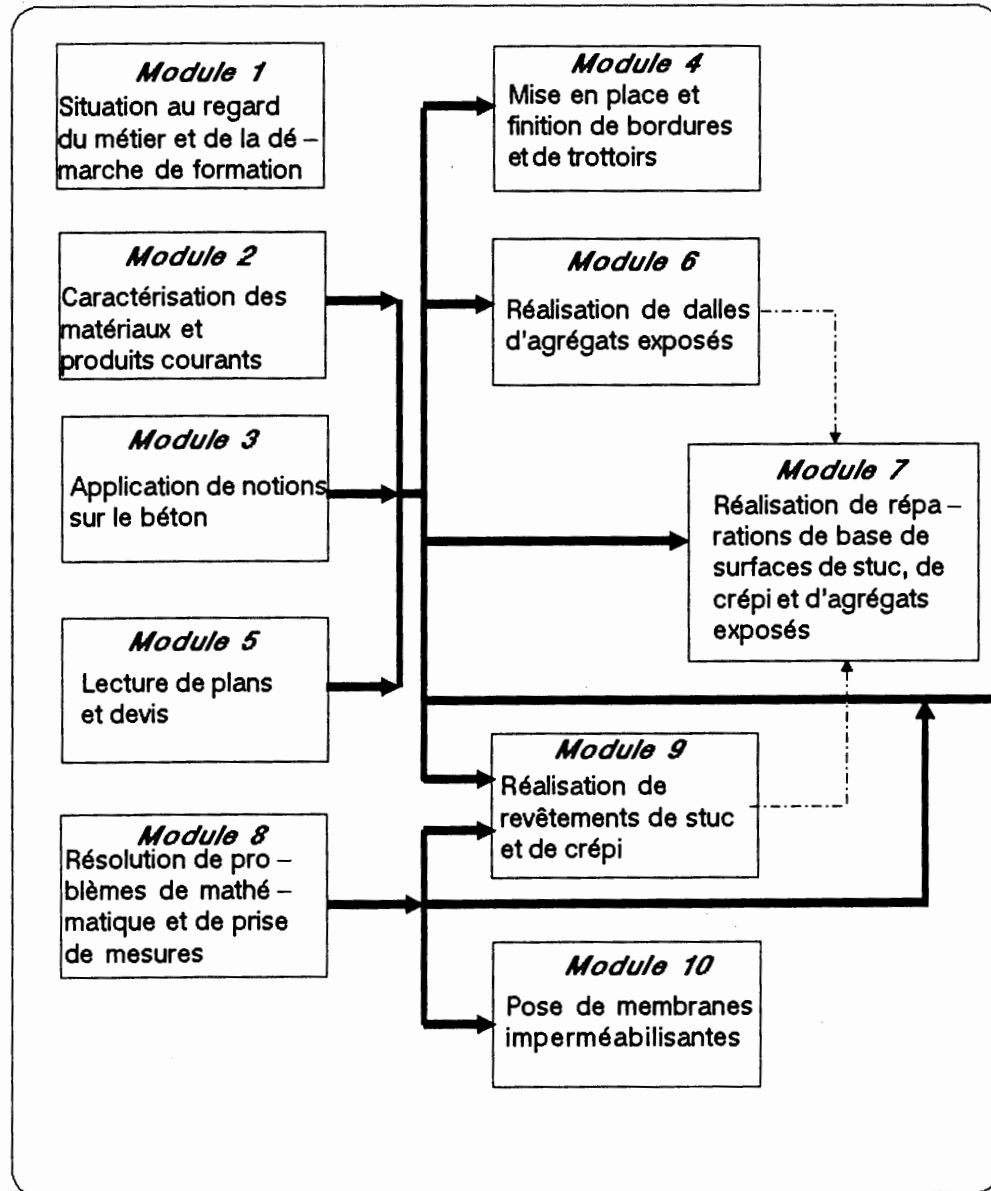 Module 1
Situation au regard
du métier et de la dé –
marche de formation
Module 2
Caractérisation des
matériaux et
produits courants
Module 3
Application de notions
sur le béton
Module 5
Lecture de plans
et devis
Module 8
Résolution de pro –
blèmes de mathé –
matique et de prise
de mesures
Module 4
Mise en place et
finition de bordures
et de trottoirs
Module 6
Réalisation de dalles
d'agrégats exposés
Module 7
Réalisation de répa –
rations de base de
surfaces de stuc, de
crépi et d'agrégats
exposés
Module 9
Réalisation de
revêtements de stuc
et de crépi
Module 10
Pose de membranes
imperméabilisantes